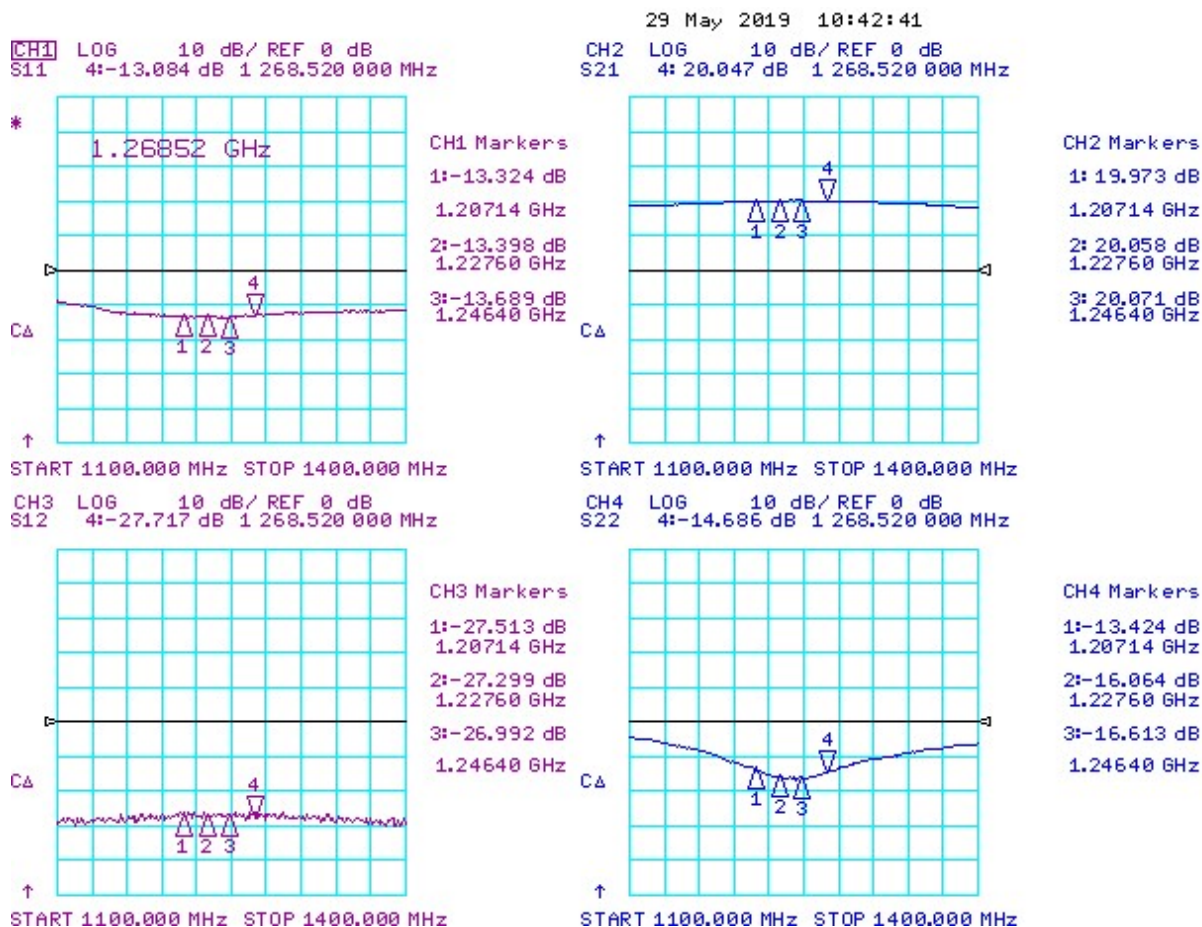 29 May 2019 10:42:41
CH1 LOG 10 dB/ REF 0 dB
S11 4:-13.084 dB 1 268.520 000 MHz
*
1.26852 GHz
4
1 2 3
C∆
↑
START 1100.000 MHz STOP 1400.000 MHz
CH1 Markers
1:-13.324 dB
1.20714 GHz
2:-13.398 dB
1.22760 GHz
3:-13.689 dB
1.24640 GHz
CH2 LOG 10 dB/ REF 0 dB
S21 4: 20.047 dB 1 268.520 000 MHz
4
1 2 3
C∆
↑
START 1100.000 MHz STOP 1400.000 MHz
CH2 Markers
1: 19.973 dB
1.20714 GHz
2: 20.058 dB
1.22760 GHz
3: 20.071 dB
1.24640 GHz
CH3 LOG 10 dB/ REF 0 dB
S12 4:-27.717 dB 1 268.520 000 MHz
4
1 2 3
C∆
↑
START 1100.000 MHz STOP 1400.000 MHz
CH3 Markers
1:-27.513 dB
1.20714 GHz
2:-27.299 dB
1.22760 GHz
3:-26.992 dB
1.24640 GHz
CH4 LOG 10 dB/ REF 0 dB
S22 4:-14.686 dB 1 268.520 000 MHz
4
1 2 3
C∆
↑
START 1100.000 MHz STOP 1400.000 MHz
CH4 Markers
1:-13.424 dB
1.20714 GHz
2:-16.064 dB
1.22760 GHz
3:-16.613 dB
1.24640 GHz